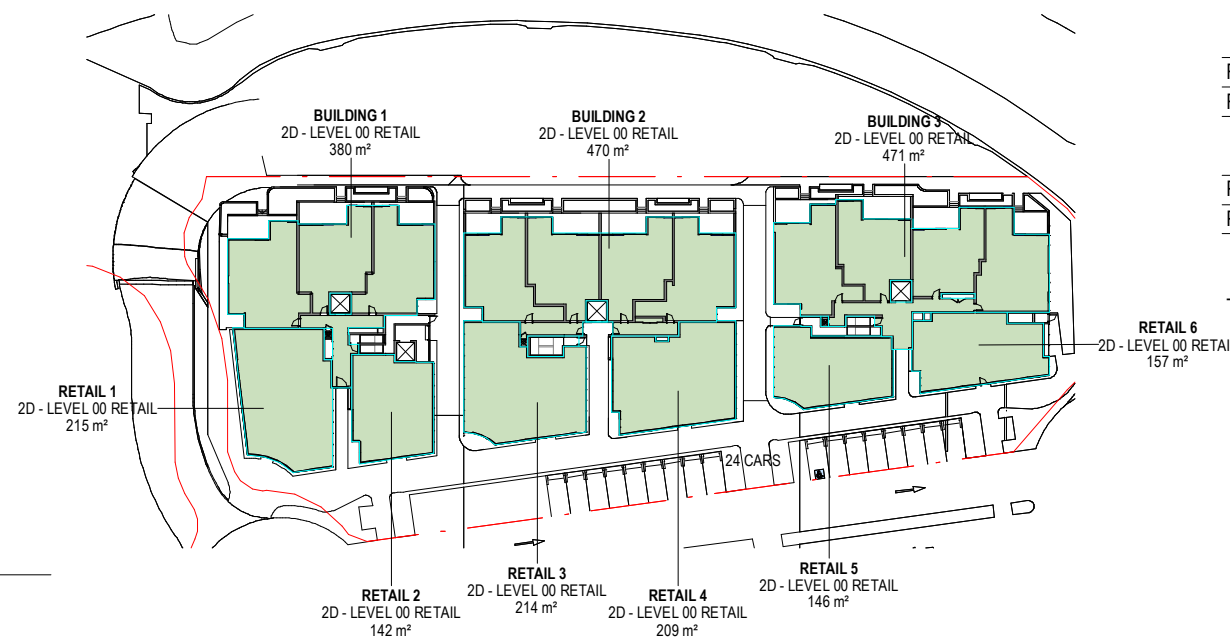 BUILDING 1
2D - LEVEL 00 RETAIL
380 m²
BUILDING 2
2D - LEVEL 00 RETAIL
470 m²
BUILDING 3
2D - LEVEL 00 RETAIL
471 m²
RETAIL 6
2D - LEVEL 00 RETAIL
157 m²
RETAIL 1
2D - LEVEL 00 RETAIL
215 m²
24 CARS
RETAIL 2
2D - LEVEL 00 RETAIL
142 m²
RETAIL 3
2D - LEVEL 00 RETAIL
214 m²
RETAIL 4
2D - LEVEL 00 RETAIL
209 m²
RETAIL 5
2D - LEVEL 00 RETAIL
146 m²